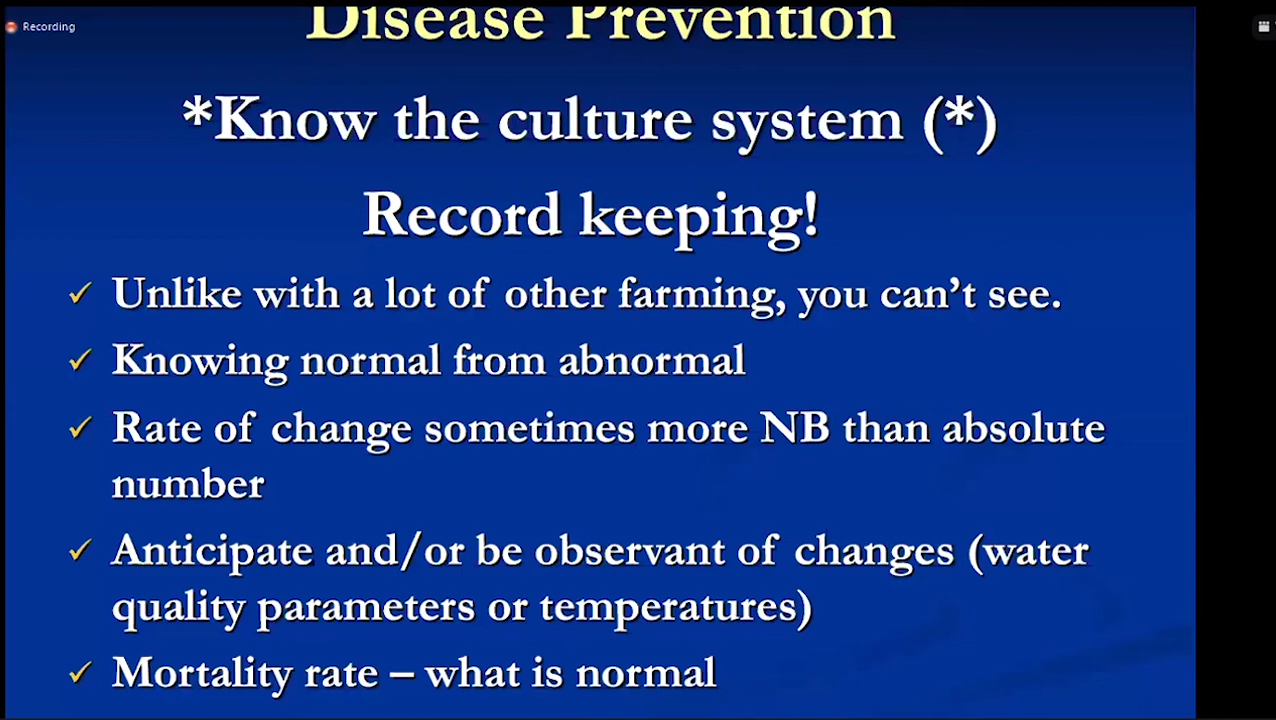 Recording
Disease Prevention
*Know the culture system (*)
Record keeping!
✓ Unlike with a lot of other farming, you can’t see.
✓ Knowing normal from abnormal
✓ Rate of change sometimes more NB than absolute
number
✓ Anticipate and/or be observant of changes (water
quality parameters or temperatures)
✓ Mortality rate – what is normal